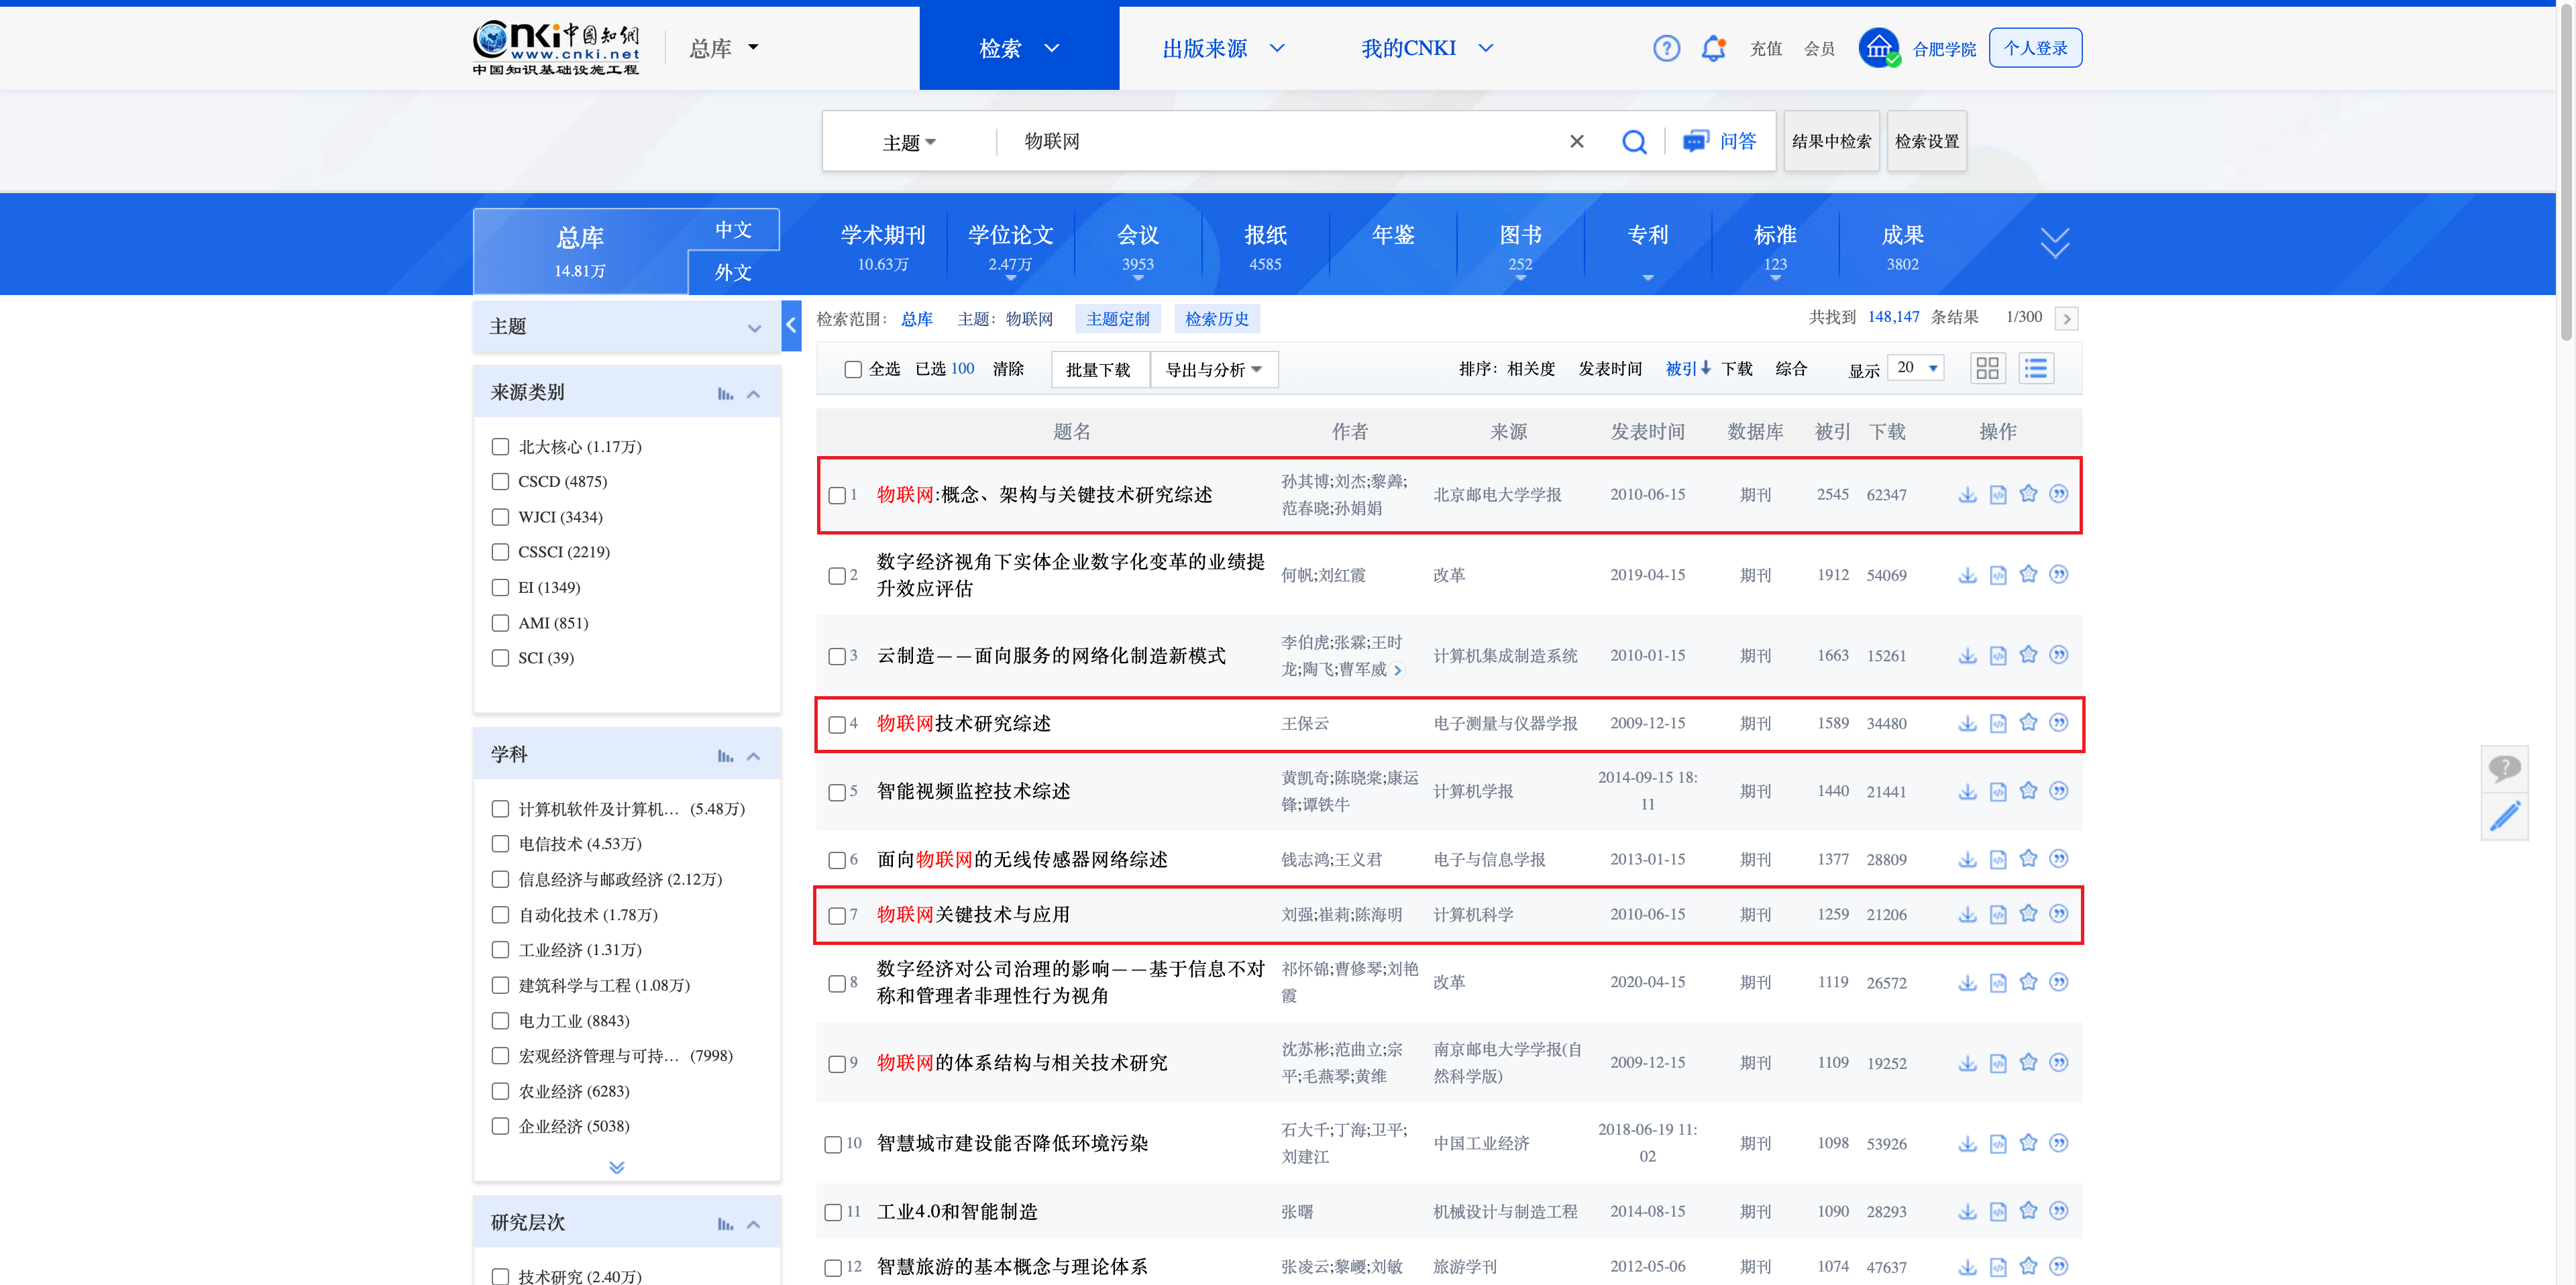 Cnki中国知网
www.cnki.net
中国知识基础设施工程
总库
检索
出版来源
我的CNKI
充值
会员
合肥学院
个人登录
主题
物联网
问答
结果中检索
检索设置
总库
14.81万
中文
外文
学术期刊
10.63万
学位论文
2.47万
会议
3953
报纸
4585
年鉴
图书
252
专利
标准
123
成果
3802
主题
检索范围：总库 主题：物联网 主题定制 检索历史
共找到 148,147 条结果 1/300
全选 已选 100 清除 批量下载 导出与分析
排序：相关度 发表时间 被引 下载 综合 显示 20
来源类别
北大核心 (1.17万)
CSCD (4875)
WJCI (3434)
CSSCI (2219)
EI (1349)
AMI (851)
SCI (39)
学科
计算机软件及计算机... (5.48万)
电信技术 (4.53万)
信息经济与邮政经济 (2.12万)
自动化技术 (1.78万)
工业经济 (1.31万)
建筑科学与工程 (1.08万)
电力工业 (8843)
宏观经济管理与可持... (7998)
农业经济 (6283)
企业经济 (5038)
研究层次
技术研究 (2.40万)
题名 作者 来源 发表时间 数据库 被引 下载 操作
1 物联网:概念、架构与关键技术研究综述 孙其博;刘杰;黎羴;
范春晓;孙娟娟 北京邮电大学学报 2010-06-15 期刊 2545 62347
2 数字经济视角下实体企业数字化变革的业绩提
升效应评估 何帆;刘红霞 改革 2019-04-15 期刊 1912 54069
3 云制造——面向服务的网络化制造新模式 李伯虎;张霖;王时
龙;陶飞;曹军威 计算机集成制造系统 2010-01-15 期刊 1663 15261
4 物联网技术研究综述 王保云 电子测量与仪器学报 2009-12-15 期刊 1589 34480
5 智能视频监控技术综述 黄凯奇;陈晓棠;康运
锋;谭铁牛 计算机学报 2014-09-15 18:
11 期刊 1440 21441
6 面向物联网的无线传感器网络综述 钱志鸿;王义君 电子与信息学报 2013-01-15 期刊 1377 28809
7 物联网关键技术与应用 刘强;崔莉;陈海明 计算机科学 2010-06-15 期刊 1259 21206
8 数字经济对公司治理的影响——基于信息不对
称和管理者非理性行为视角 祁怀锦;曹修琴;刘艳
霞 改革 2020-04-15 期刊 1119 26572
9 物联网的体系结构与相关技术研究 沈苏彬;范曲立;宗
平;毛燕琴;黄维 南京邮电大学学报(自
然科学版) 2009-12-15 期刊 1109 19252
10 智慧城市建设能否降低环境污染 石大千;丁海;卫平;
刘建江 中国工业经济 2018-06-19 11:
02 期刊 1098 53926
11 工业4.0和智能制造 张曙 机械设计与制造工程 2014-08-15 期刊 1090 28293
12 智慧旅游的基本概念与理论体系 张凌云;黎巎;刘敏 旅游学刊 2012-05-06 期刊 1074 47637